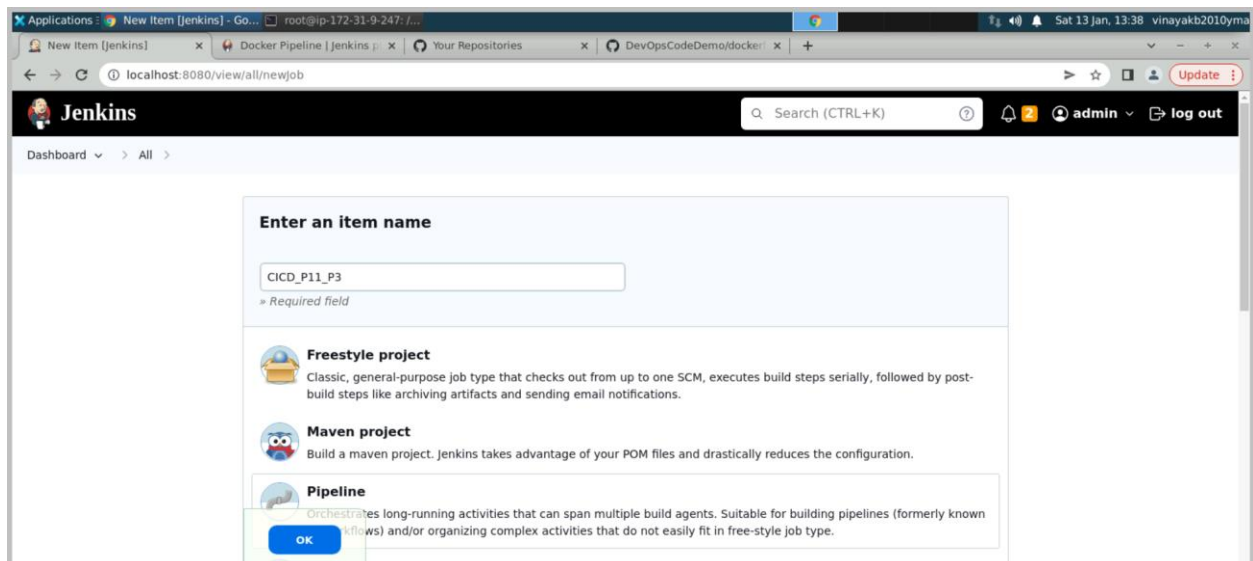 Applications New Item [Jenkins] - Go... root@ip-172-31-9-247: /... Sat 13 Jan, 13:38 vinayakb2010yma
New Item [Jenkins] Docker Pipeline | Jenkins Your Repositories DevOpsCodeDemo/docker
localhost:8080/view/all/newJob Update
Jenkins Search (CTRL+K) 2 admin log out
Dashboard > All >
Enter an item name
CICD_P11_P3
» Required field
Freestyle project
Classic, general-purpose job type that checks out from up to one SCM, executes build steps serially, followed by post-
build steps like archiving artifacts and sending email notifications.
Maven project
Build a maven project. Jenkins takes advantage of your POM files and drastically reduces the configuration.
Pipeline
Orchestrates long-running activities that can span multiple build agents. Suitable for building pipelines (formerly known
OK
kflows) and/or organizing complex activities that do not easily fit in free-style job type.